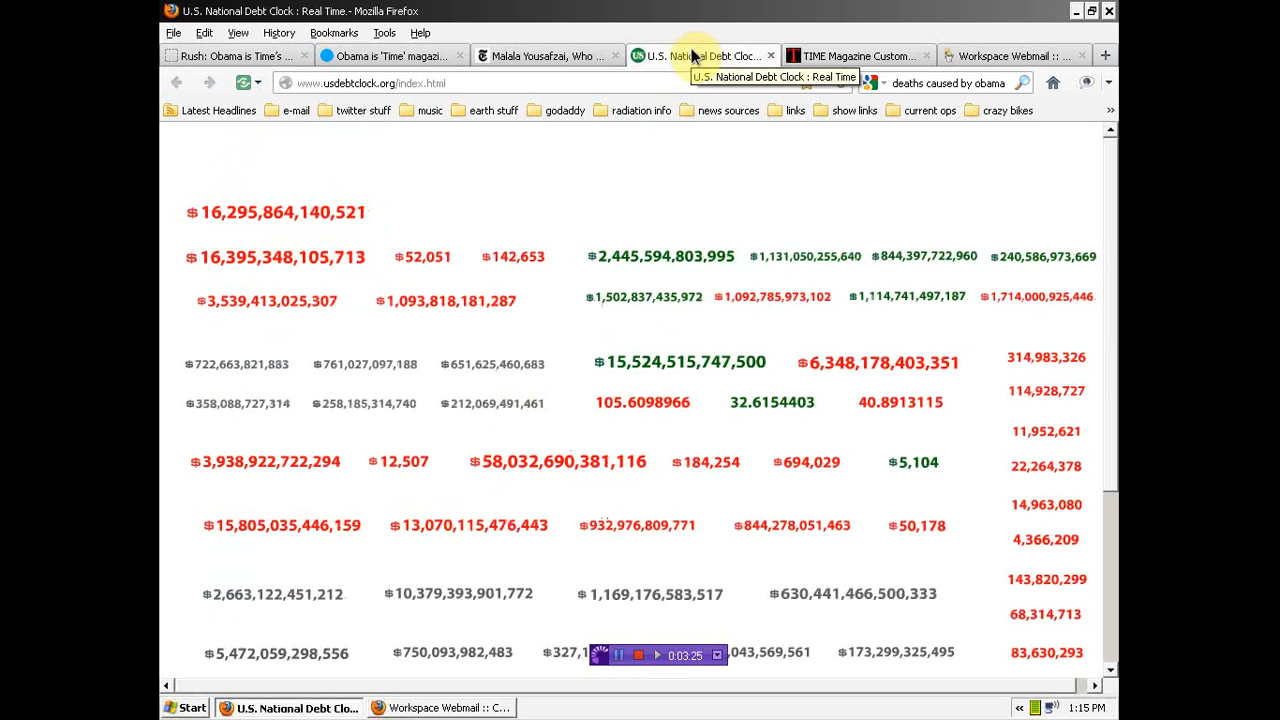 U.S. National Debt Clock : Real Time.- Mozilla Firefox
File Edit View History Bookmarks Tools Help
Rush: Obama is Time's ... Obama is 'Time' magazi... Malala Yousafzai, Who ... U.S. National Debt Cloc... TIME Magazine Custom... Workspace Webmail :: ...
U.S. National Debt Clock : Real Time
www.usdebtclock.org/index.html deaths caused by obama
Latest Headlines e-mail twitter stuff music earth stuff godaddy radiation info news sources links show links current ops crazy bikes
$16,295,864,140,521
$16,395,348,105,713 $52,051 $142,653 $2,445,594,803,995 $1,131,050,255,640 $844,397,722,960 $240,586,973,669
$3,539,413,025,307 $1,093,818,181,287 $1,502,837,435,972 $1,092,785,973,102 $1,114,741,497,187 $1,714,000,925,446
$722,663,821,883 $761,027,097,188 $651,625,460,683 $15,524,515,747,500 $6,348,178,403,351 314,983,326
114,928,727
$358,088,727,314 $258,185,314,740 $212,069,491,461 105.6098966 32.6154403 40.8913115
11,952,621
$3,938,922,722,294 $12,507 $58,032,690,381,116 $184,254 $694,029 $5,104 22,264,378
14,963,080
$15,805,035,446,159 $13,070,115,476,443 $932,976,809,771 $844,278,051,463 $50,178
4,366,209
143,820,299
$2,663,122,451,212 $10,379,393,901,772 $1,169,176,583,517 $630,441,466,500,333
68,314,713
$5,472,059,298,556 $750,093,982,483 $327,1 ,043,569,561 $173,299,325,495 83,630,293
0:03:25
Start U.S. National Debt Clo... Workspace Webmail :: C... « 1:15 PM